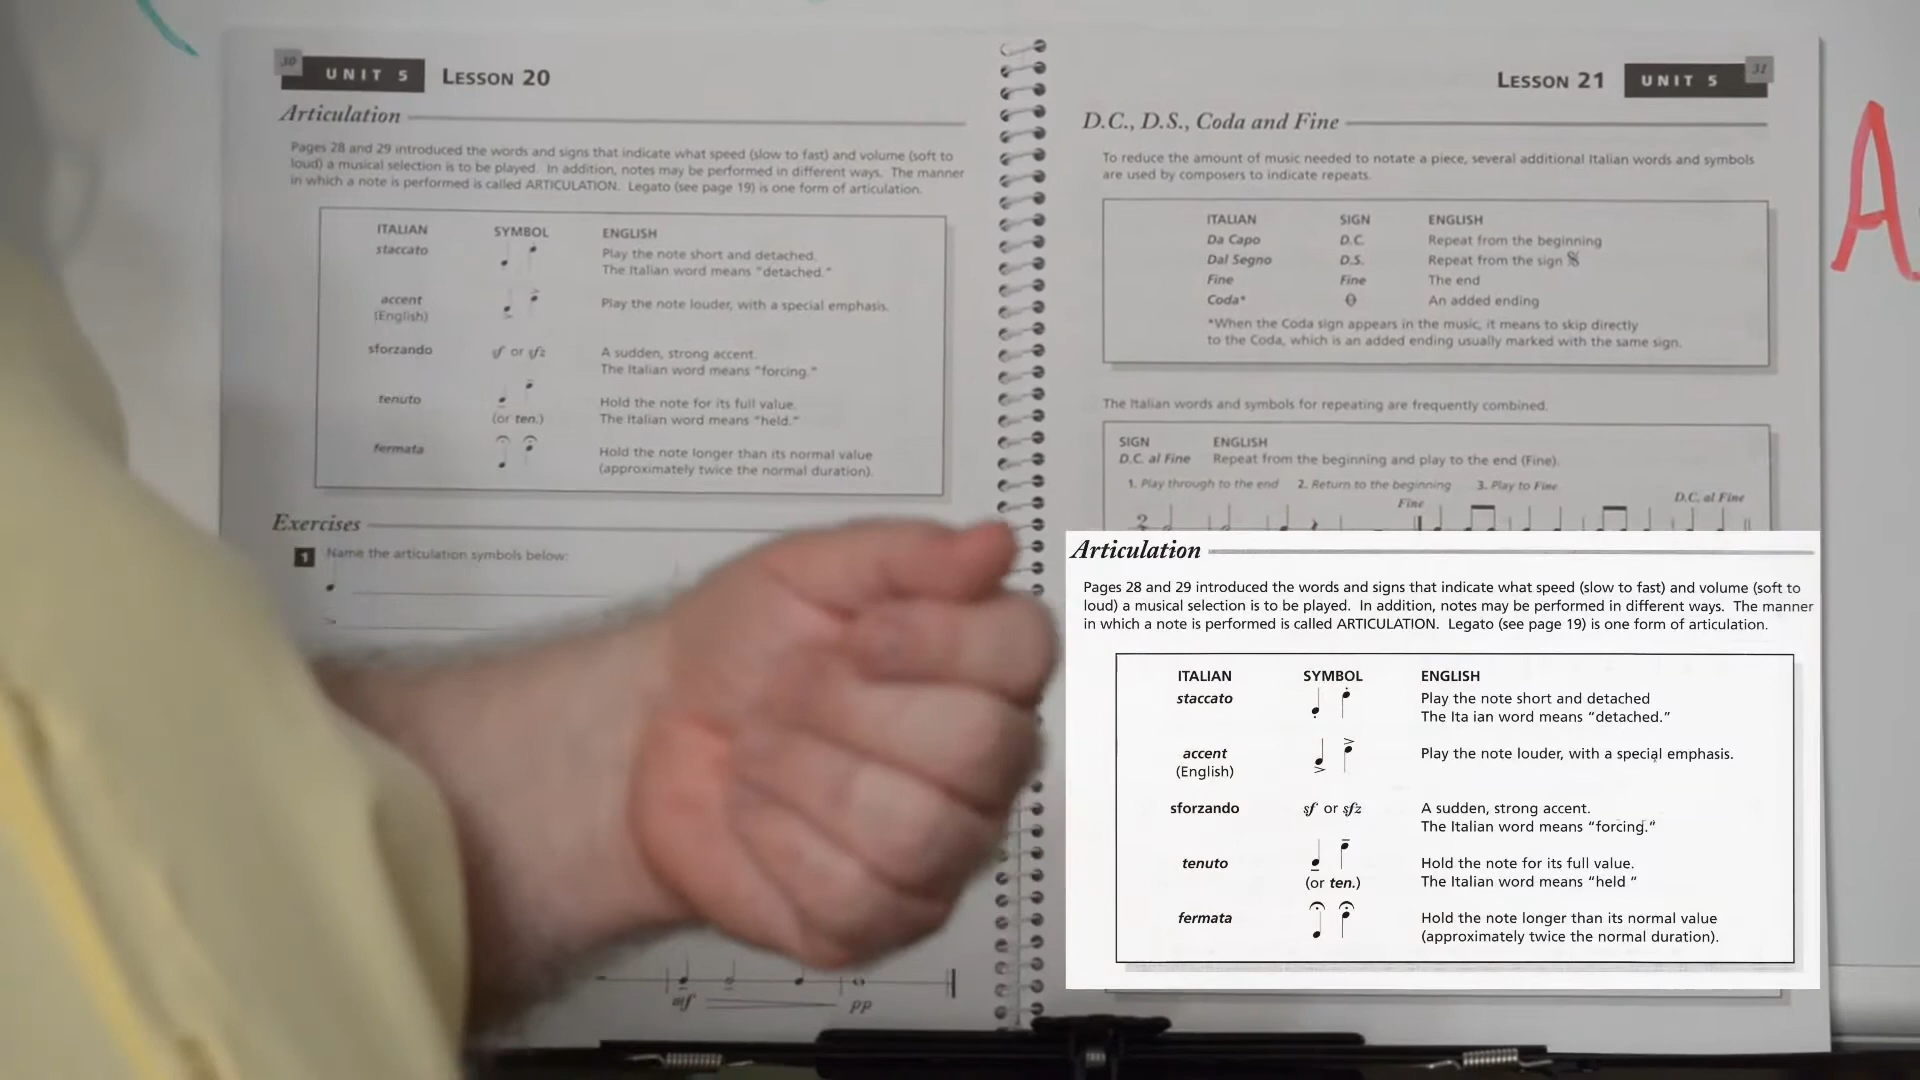 30
UNIT 5 LESSON 20
Articulation
Pages 28 and 29 introduced the words and signs that indicate what speed (slow to fast) and volume (soft to
loud) a musical selection is to be played. In addition, notes may be performed in different ways. The manner
in which a note is performed is called ARTICULATION. Legato (see page 19) is one form of articulation.
ITALIAN SYMBOL ENGLISH
staccato Play the note short and detached.
The Italian word means "detached."
accent Play the note louder, with a special emphasis.
(English)
sforzando sf or sfz A sudden, strong accent.
The Italian word means "forcing."
tenuto Hold the note for its full value.
(or ten.) The Italian word means "held."
fermata Hold the note longer than its normal value
(approximately twice the normal duration).
Exercises
1 Name the articulation symbols below:
mf pp
31
LESSON 21 UNIT 5
D.C., D.S., Coda and Fine
To reduce the amount of music needed to notate a piece, several additional Italian words and symbols
are used by composers to indicate repeats.
ITALIAN SIGN ENGLISH
Da Capo D.C. Repeat from the beginning
Dal Segno D.S. Repeat from the sign
Fine Fine The end
Coda* An added ending
*When the Coda sign appears in the music, it means to skip directly
to the Coda, which is an added ending usually marked with the same sign.
The Italian words and symbols for repeating are frequently combined.
SIGN ENGLISH
D.C. al Fine Repeat from the beginning and play to the end (Fine).
1. Play through to the end 2. Return to the beginning 3. Play to Fine
Fine D.C. al Fine
2
A
Articulation
Pages 28 and 29 introduced the words and signs that indicate what speed (slow to fast) and volume (soft to
loud) a musical selection is to be played. In addition, notes may be performed in different ways. The manner
in which a note is performed is called ARTICULATION. Legato (see page 19) is one form of articulation.
ITALIAN SYMBOL ENGLISH
staccato Play the note short and detached
The Ita ian word means "detached."
accent Play the note louder, with a special emphasis.
(English)
sforzando sf or sfz A sudden, strong accent.
The Italian word means "forcing."
tenuto Hold the note for its full value.
(or ten.) The Italian word means "held "
fermata Hold the note longer than its normal value
(approximately twice the normal duration).